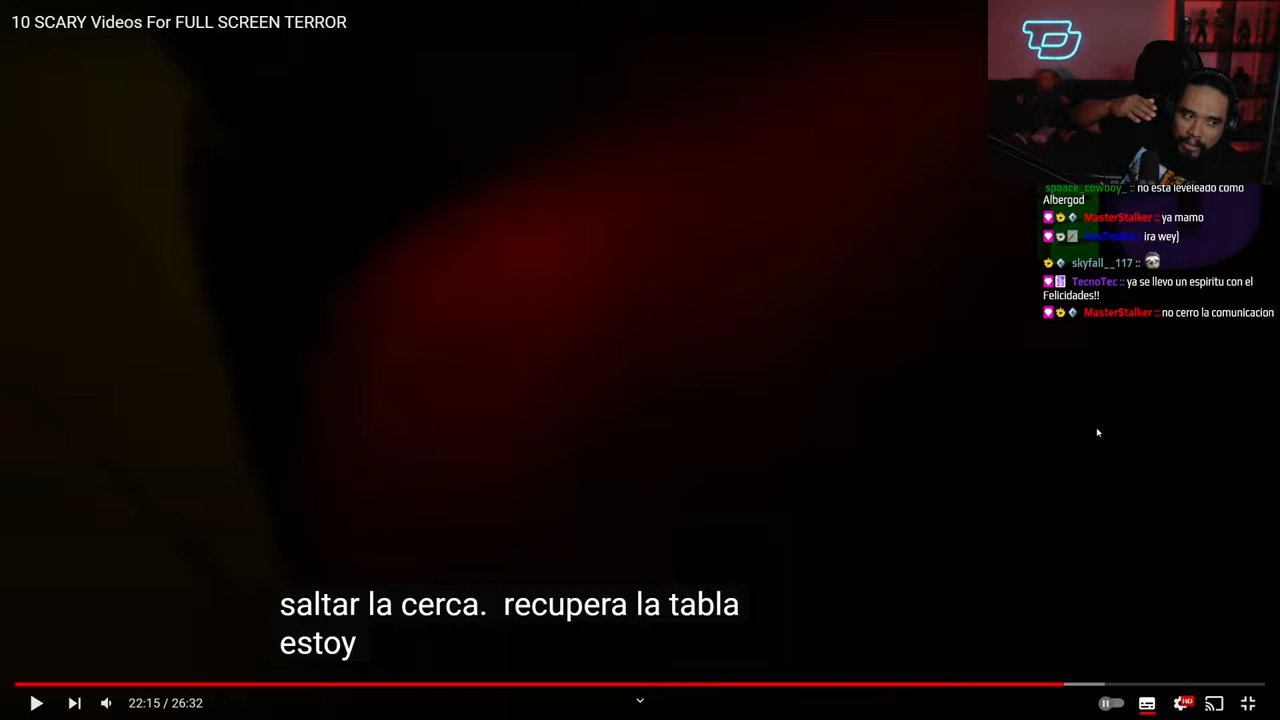 10 SCARY Videos For FULL SCREEN TERROR
spaace_cowboy_ :: no esta leveleado como
Albergod
MasterStalker :: ya mamo
ira wey}
skyfall__117 ::
TecnoTec :: ya se llevo un espiritu con el
Felicidades!!
MasterStalker :: no cerro la comunicacion
saltar la cerca. recupera la tabla
estoy
22:15 / 26:32
HD